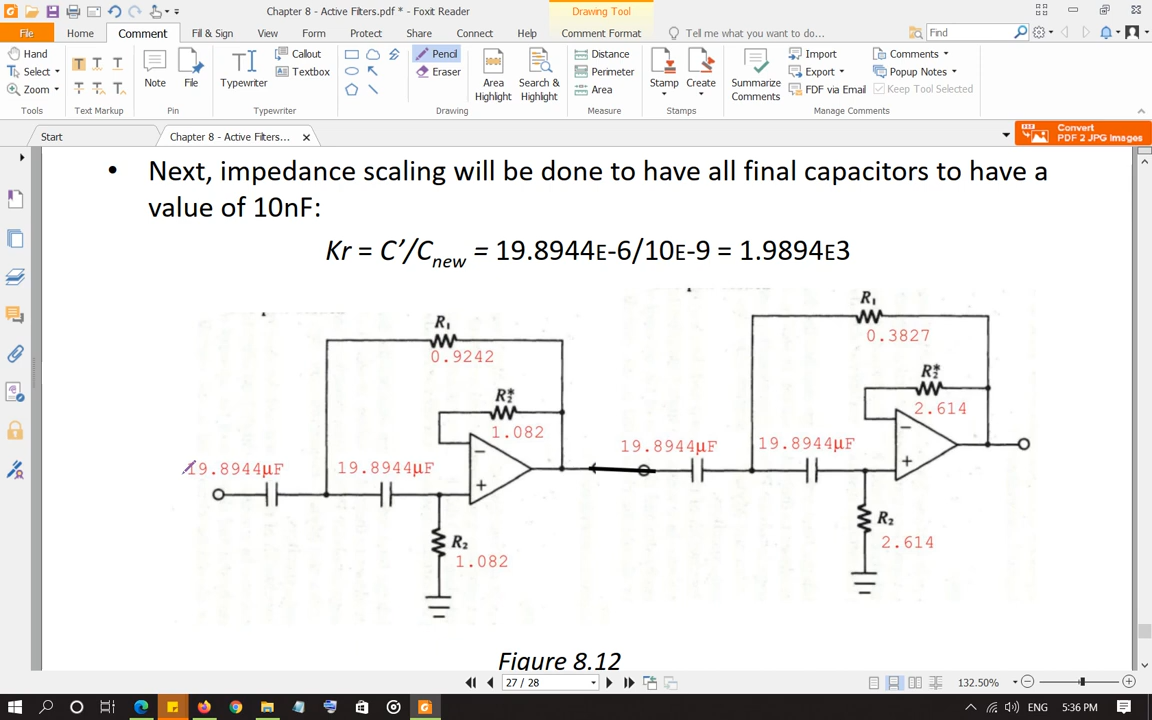 Chapter 8 - Active Filters.pdf * - Foxit Reader
Drawing Tool
File
Home
Comment
Fill & Sign
View
Form
Protect
Share
Connect
Help
Comment Format
Tell me what you want to do...
Find
Hand
Select
Zoom
Tools
Text Markup
Note
File
Pin
Typewriter
Callout
Textbox
Typewriter
Pencil
Eraser
Drawing
Area Highlight
Search & Highlight
Distance
Perimeter
Area
Measure
Stamp
Create
Stamps
Summarize Comments
Import
Export
FDF via Email
Comments
Popup Notes
Keep Tool Selected
Manage Comments
Start
Chapter 8 - Active Filters...
Convert
PDF 2 JPG Images
• Next, impedance scaling will be done to have all final capacitors to have a
value of 10nF:
Kr = C’/Cnew = 19.8944E-6/10E-9 = 1.9894E3
R₁
0.9242
R₂*
1.082
19.8944µF
19.8944µF
R₂
1.082
R₁
0.3827
R₂*
2.614
19.8944µF
19.8944µF
R₂
2.614
Figure 8.12
27 / 28
132.50%
ENG
5:36 PM